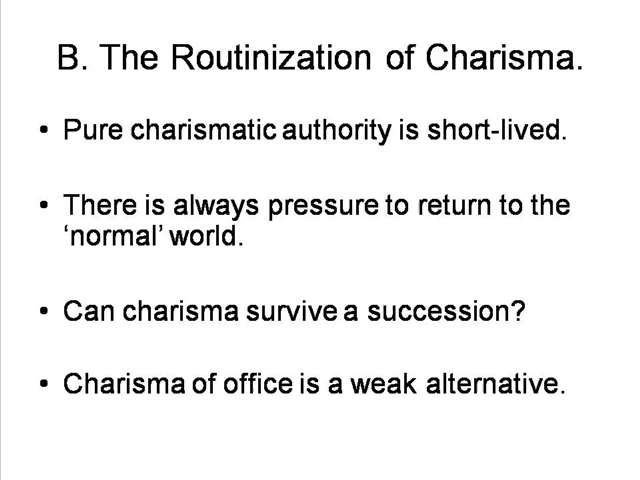 B. The Routinization of Charisma.
• Pure charismatic authority is short-lived.
• There is always pressure to return to the
‘normal’ world.
• Can charisma survive a succession?
• Charisma of office is a weak alternative.